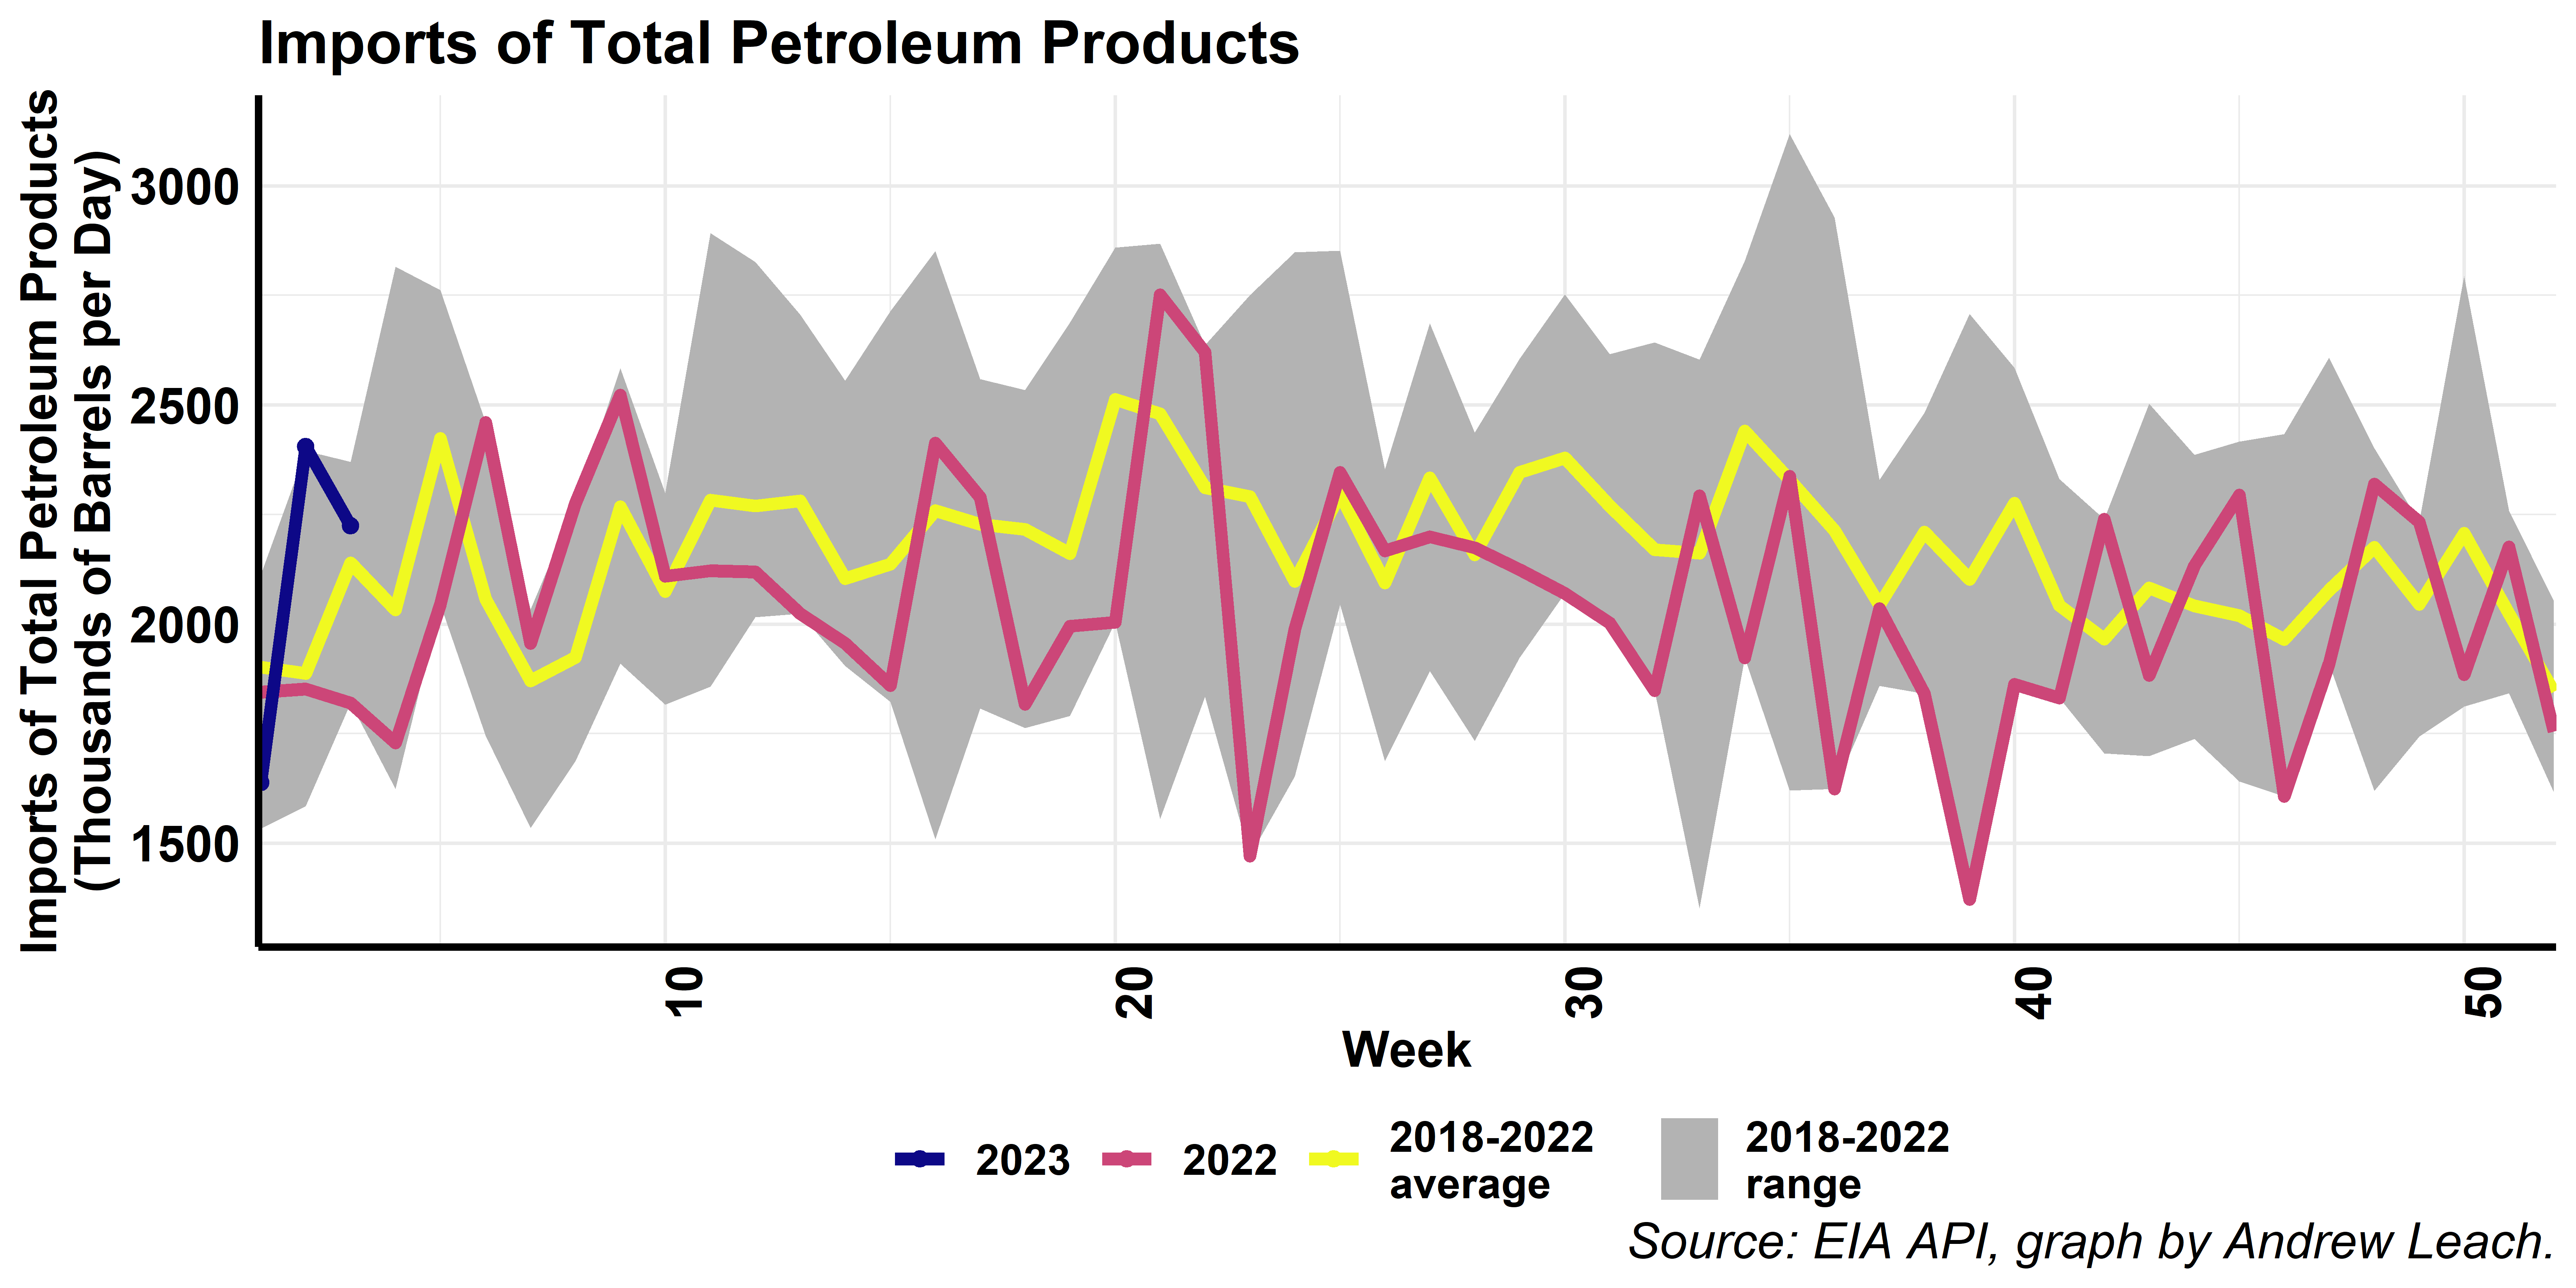 Imports of Total Petroleum Products
Imports of Total Petroleum Products
(Thousands of Barrels per Day)
3000
2500
2000
1500
10
20
30
40
50
Week
2023
2022
2018-2022
average
2018-2022
range
Source: EIA API, graph by Andrew Leach.